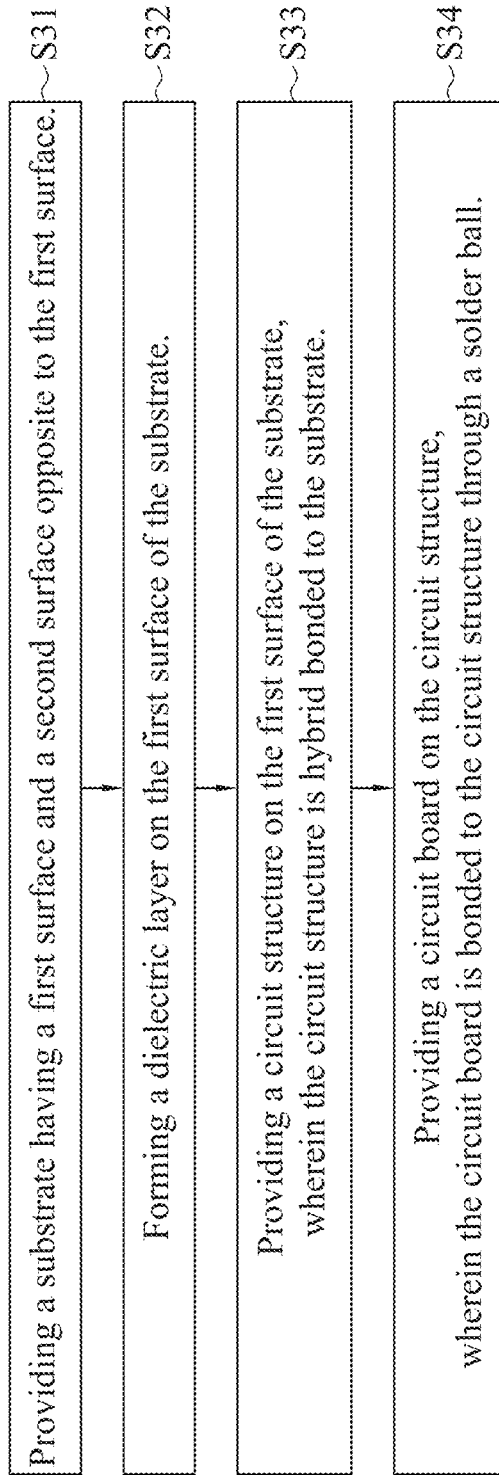 Providing a substrate having a first surface and a second surface opposite to the first surface.
S31
Forming a dielectric layer on the first surface of the substrate.
S32
Providing a circuit structure on the first surface of the substrate,
wherein the circuit structure is hybrid bonded to the substrate.
S33
Providing a circuit board on the circuit structure,
wherein the circuit board is bonded to the circuit structure through a solder ball.
S34